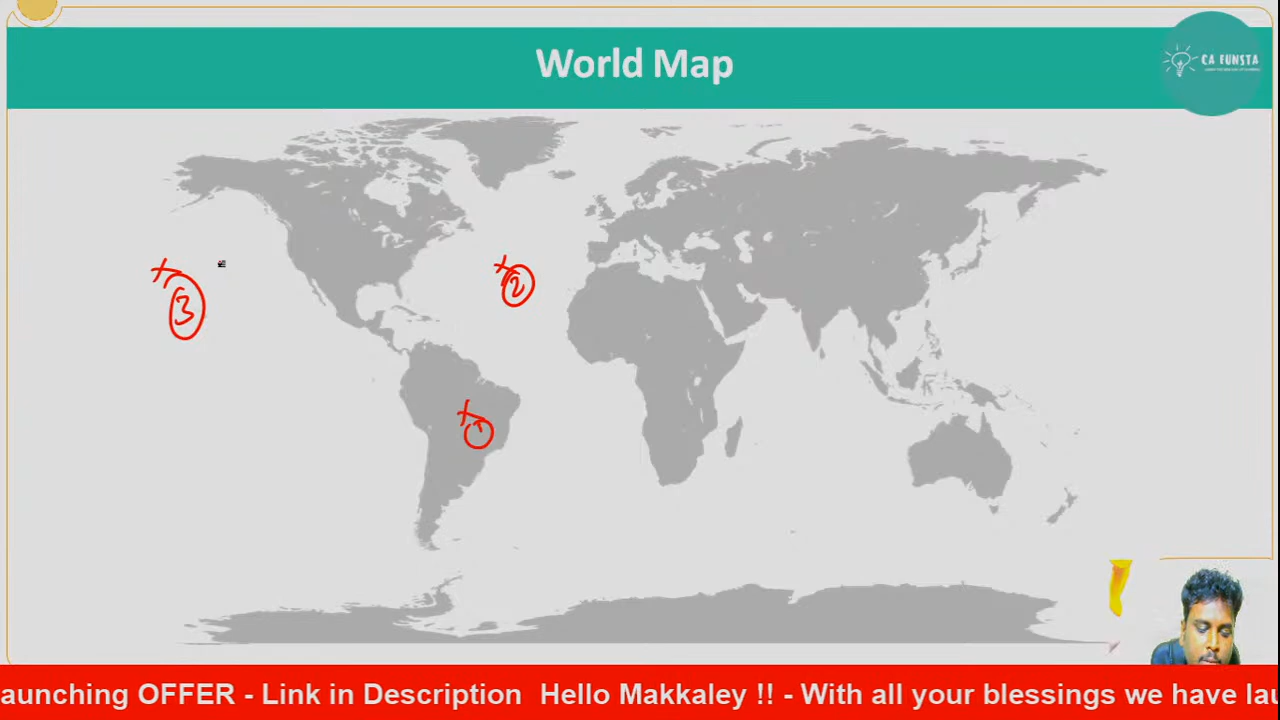 World Map
CA FUNSTA
3
2
1
aunching OFFER - Link in Description Hello Makkaley !! - With all your blessings we have lau